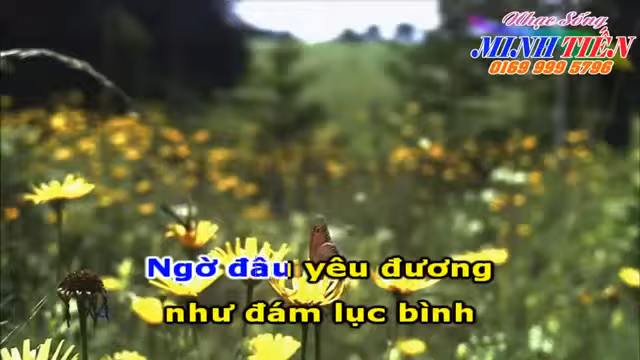 Nhạc Sống
MINH TIẾN
0169 999 5796
Ngờ đâu yêu đương
như đám lục bình